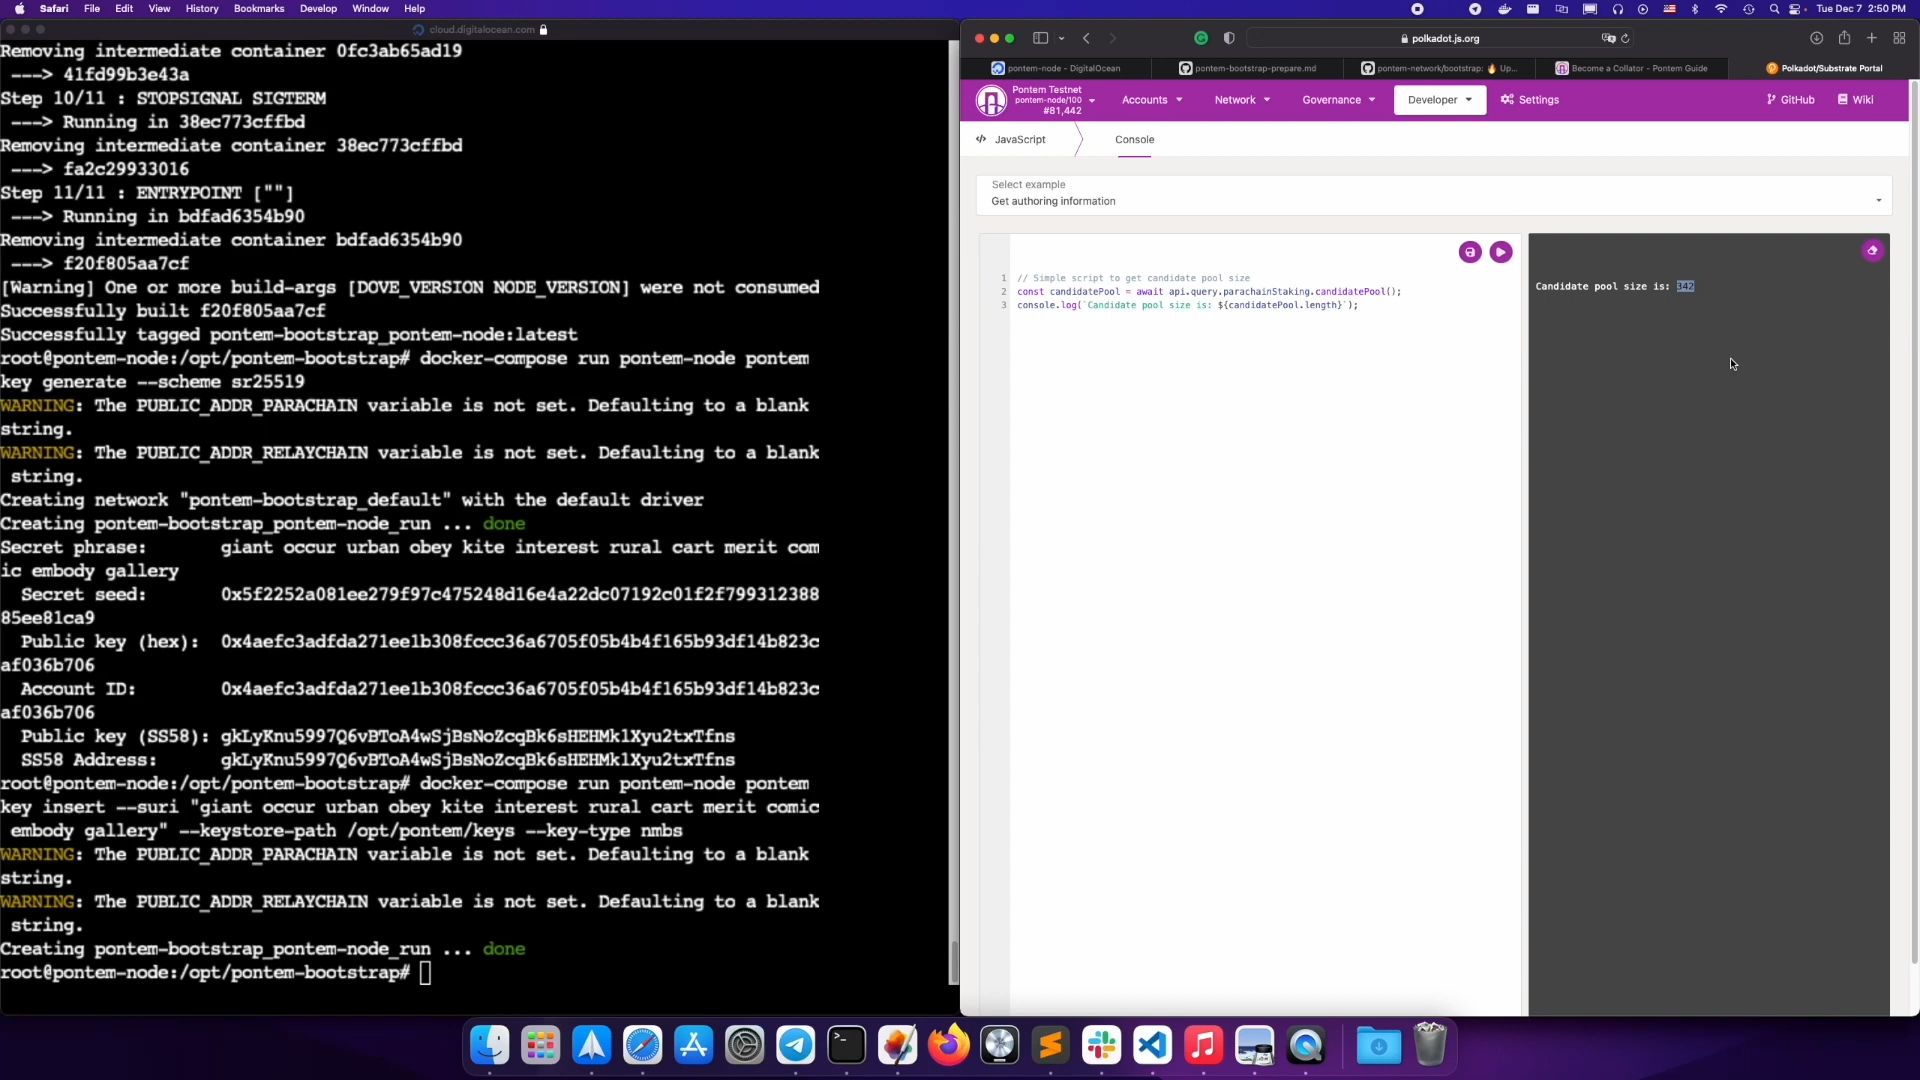 Safari File Edit View History Bookmarks Develop Window Help
Tue Dec 7 2:50 PM
cloud.digitalocean.com
Removing intermediate container 0fc3ab65ad19
---> 41fd99b3e43a
Step 10/11 : STOPSIGNAL SIGTERM
---> Running in 38ec773cffbd
Removing intermediate container 38ec773cffbd
---> fa2c29933016
Step 11/11 : ENTRYPOINT [""]
---> Running in bdfad6354b90
Removing intermediate container bdfad6354b90
---> f20f805aa7cf
[Warning] One or more build-args [DOVE_VERSION NODE_VERSION] were not consumed
Successfully built f20f805aa7cf
Successfully tagged pontem-bootstrap_pontem-node:latest
root@pontem-node:/opt/pontem-bootstrap# docker-compose run pontem-node pontem
key generate --scheme sr25519
WARNING: The PUBLIC_ADDR_PARACHAIN variable is not set. Defaulting to a blank
string.
WARNING: The PUBLIC_ADDR_RELAYCHAIN variable is not set. Defaulting to a blank
string.
Creating network "pontem-bootstrap_default" with the default driver
Creating pontem-bootstrap_pontem-node_run ... done
Secret phrase: giant occur urban obey kite interest rural cart merit com
ic embody gallery
Secret seed: 0x5f2252a081ee279f97c475248d16e4a22dc07192c01f2f799312388
85ee81ca9
Public key (hex): 0x4aefc3adfda271ee1b308fccc36a6705f05b4b4f165b93df14b823c
af036b706
Account ID: 0x4aefc3adfda271ee1b308fccc36a6705f05b4b4f165b93df14b823c
af036b706
Public key (SS58): gkLyKnu5997Q6vBToA4wSjBsNoZcqBk6sHEHMk1Xyu2txTfns
SS58 Address: gkLyKnu5997Q6vBToA4wSjBsNoZcqBk6sHEHMk1Xyu2txTfns
root@pontem-node:/opt/pontem-bootstrap# docker-compose run pontem-node pontem
key insert --suri "giant occur urban obey kite interest rural cart merit comic
embody gallery" --keystore-path /opt/pontem/keys --key-type nmbs
WARNING: The PUBLIC_ADDR_PARACHAIN variable is not set. Defaulting to a blank
string.
WARNING: The PUBLIC_ADDR_RELAYCHAIN variable is not set. Defaulting to a blank
string.
Creating pontem-bootstrap_pontem-node_run ... done
root@pontem-node:/opt/pontem-bootstrap#
polkadot.js.org
pontem-node - DigitalOcean
pontem-bootstrap-prepare.md
pontem-network/bootstrap: 🔥 Up...
Become a Collator - Pontem Guide
Polkadot/Substrate Portal
Pontem Testnet
pontem-node/100
#81,442
Accounts
Network
Governance
Developer
Settings
GitHub
Wiki
JavaScript
Console
Select example
Get authoring information
1 // Simple script to get candidate pool size
2 const candidatePool = await api.query.parachainStaking.candidatePool();
3 console.log(`Candidate pool size is: ${candidatePool.length}`);
Candidate pool size is: 342